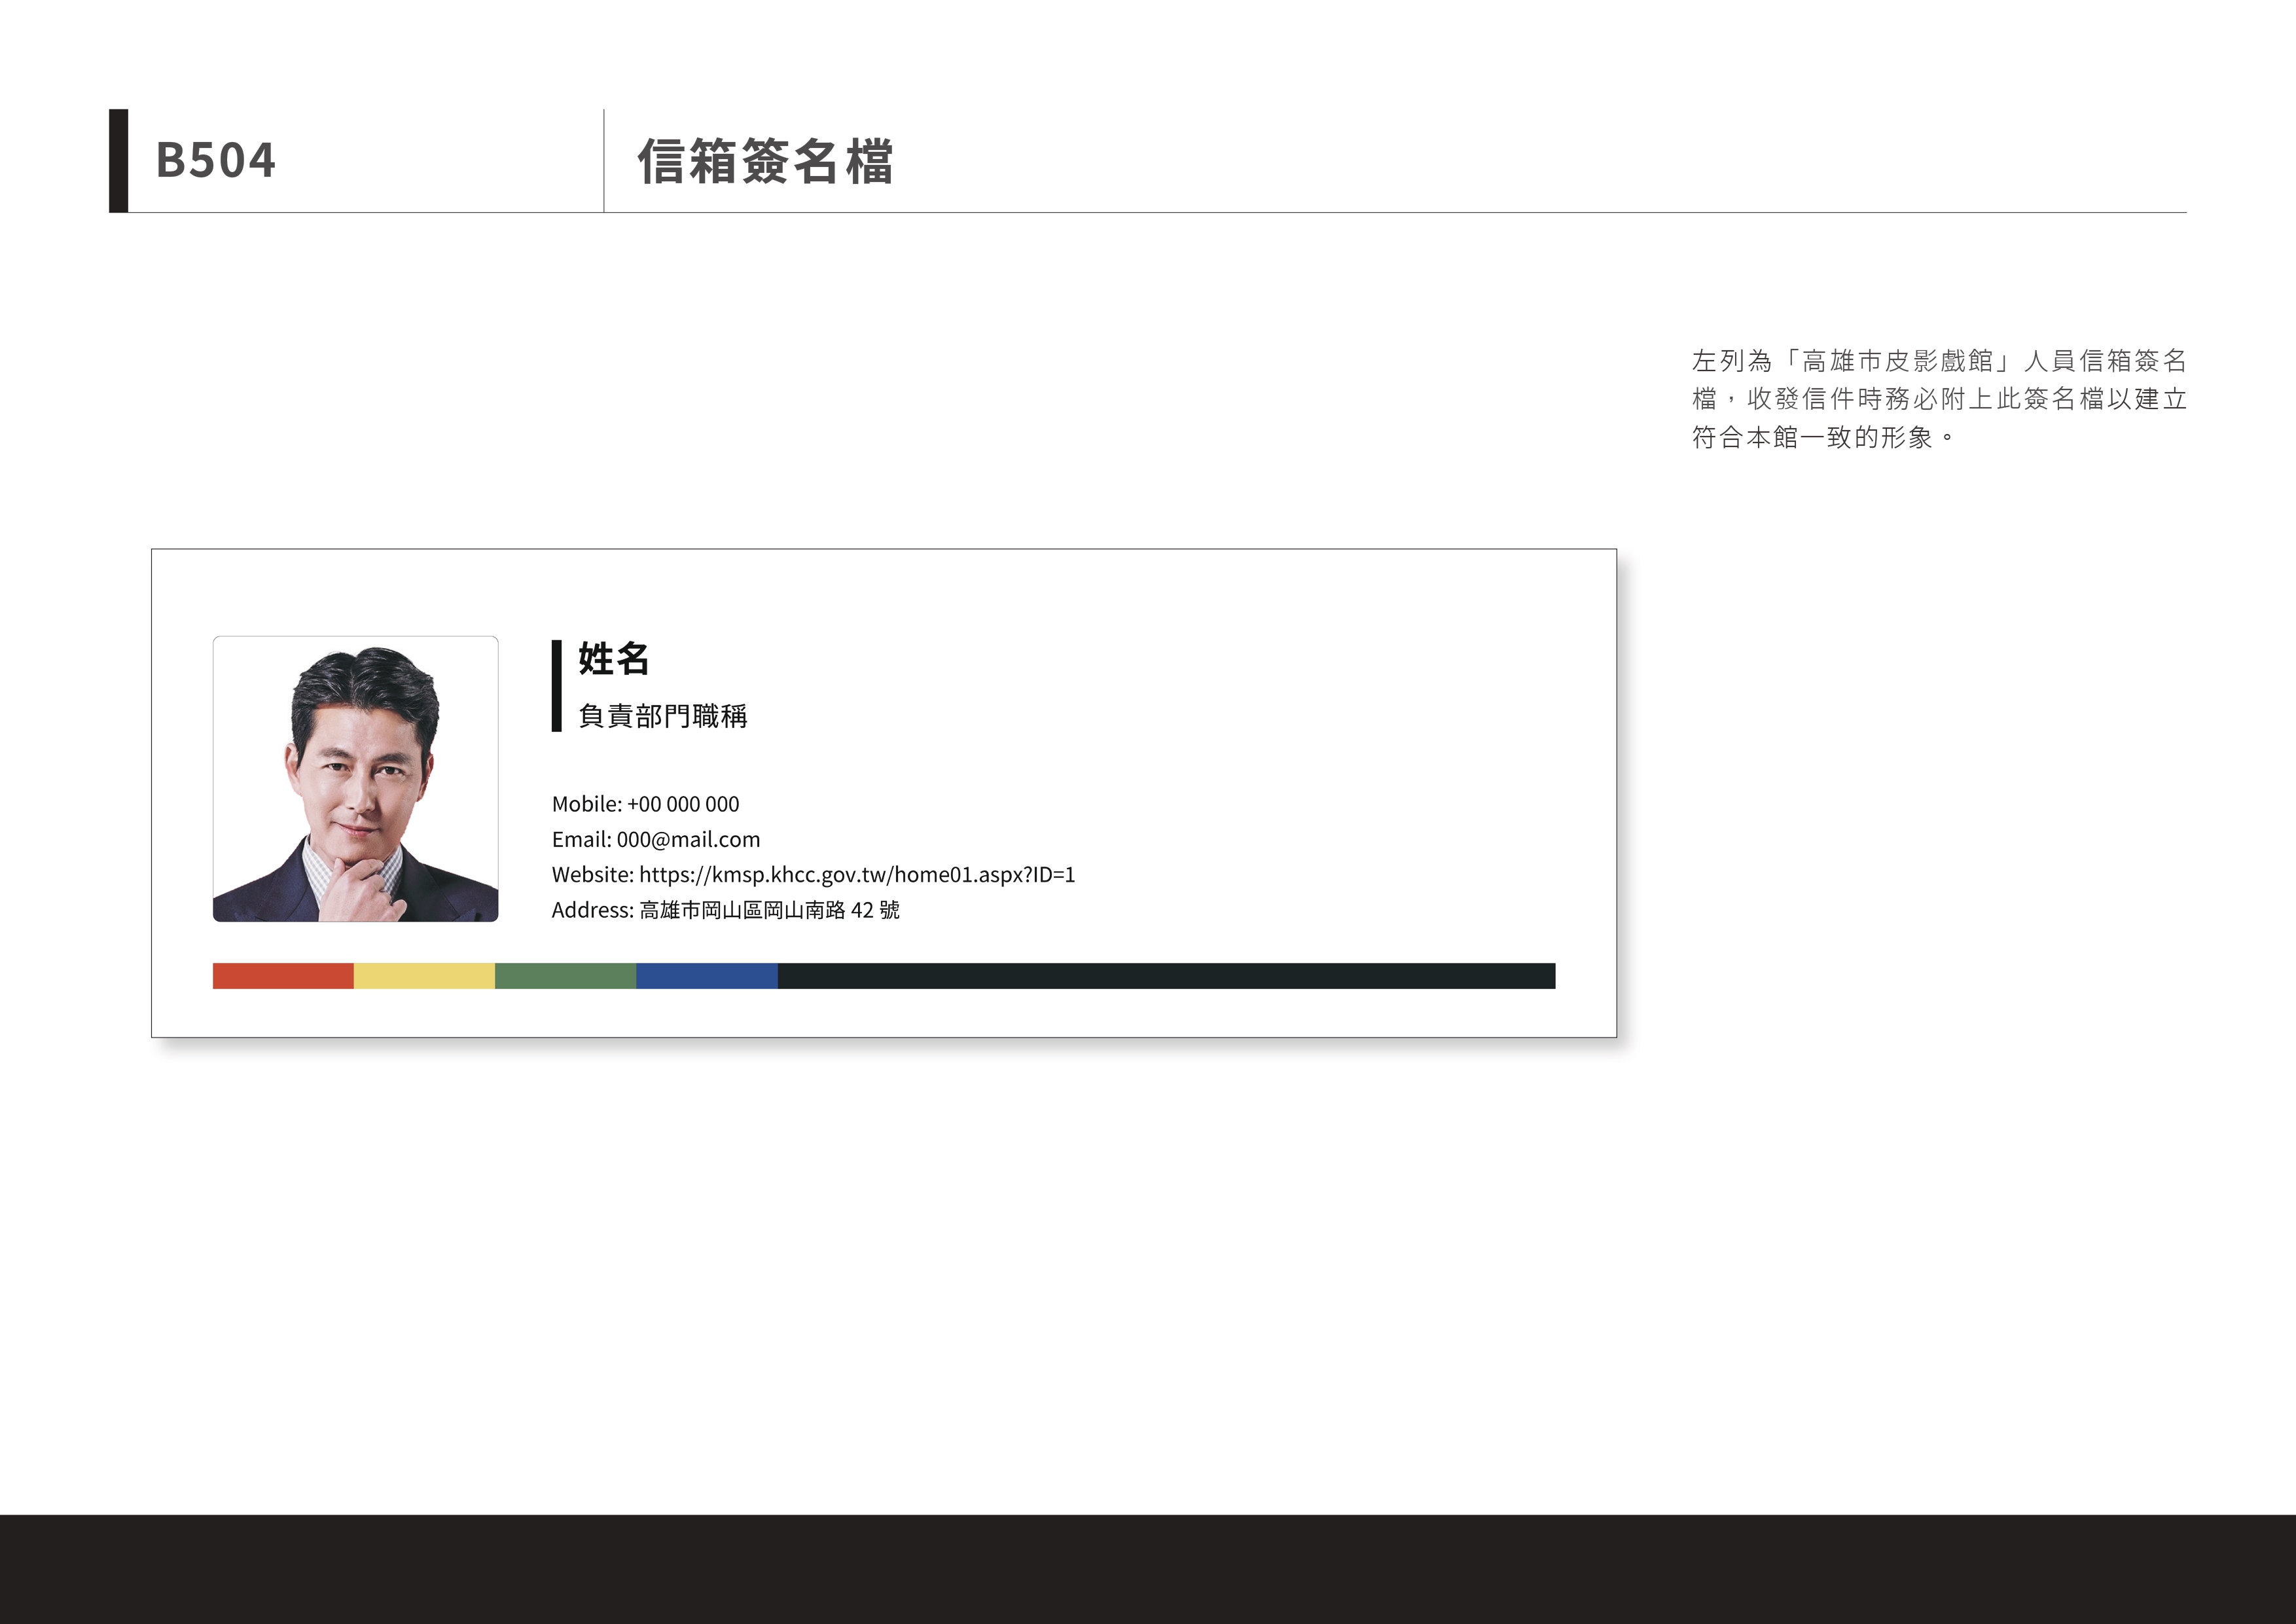 B504
信箱簽名檔
左列為「高雄市皮影戲館」人員信箱簽名
檔，收發信件時務必附上此簽名檔以建立
符合本館一致的形象。
姓名
負責部門職稱
Mobile: +00 000 000
Email: 000@mail.com
Website: https://kmsp.khcc.gov.tw/home01.aspx?ID=1
Address: 高雄市岡山區岡山南路 42 號